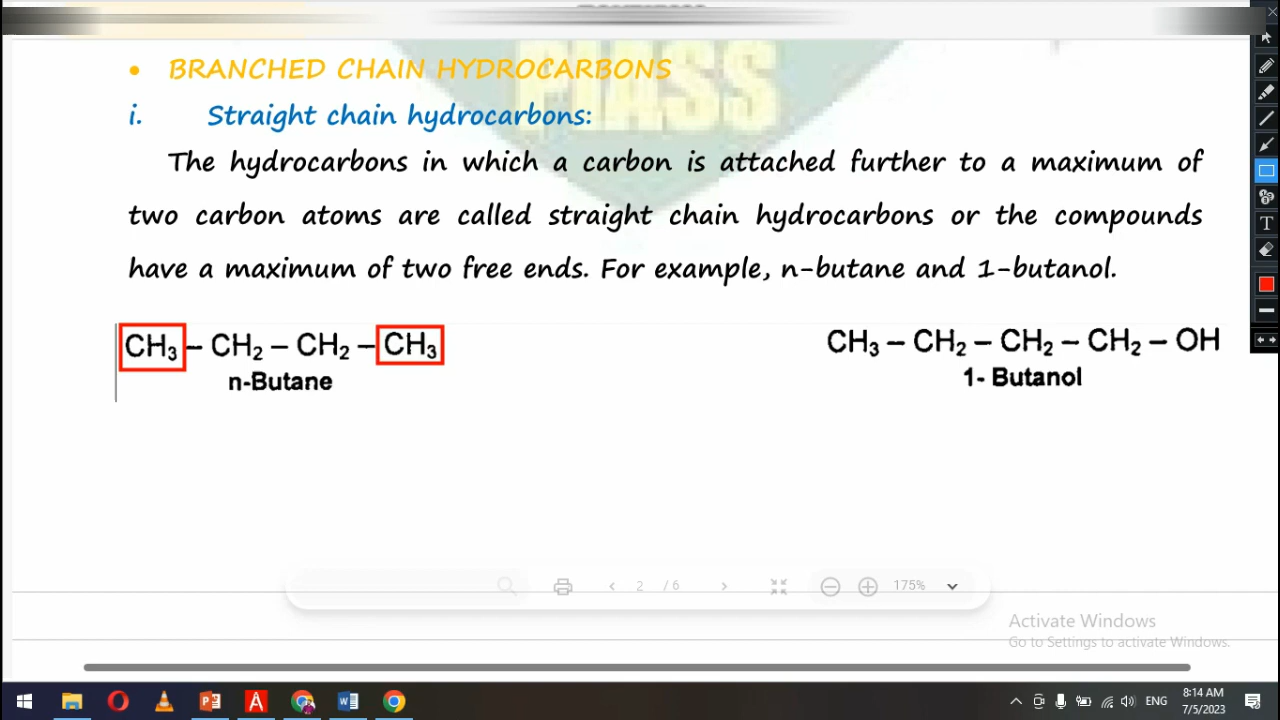 MASS
• BRANCHED CHAIN HYDROCARBONS
i. Straight chain hydrocarbons:
The hydrocarbons in which a carbon is attached further to a maximum of
two carbon atoms are called straight chain hydrocarbons or the compounds
have a maximum of two free ends. For example, n-butane and 1-butanol.
CH₃ – CH₂ – CH₂ – CH₃
n-Butane
CH₃ – CH₂ – CH₂ – CH₂ – OH
1- Butanol
2 / 6
175%
Activate Windows
Go to Settings to activate Windows.
ENG
8:14 AM
7/5/2023